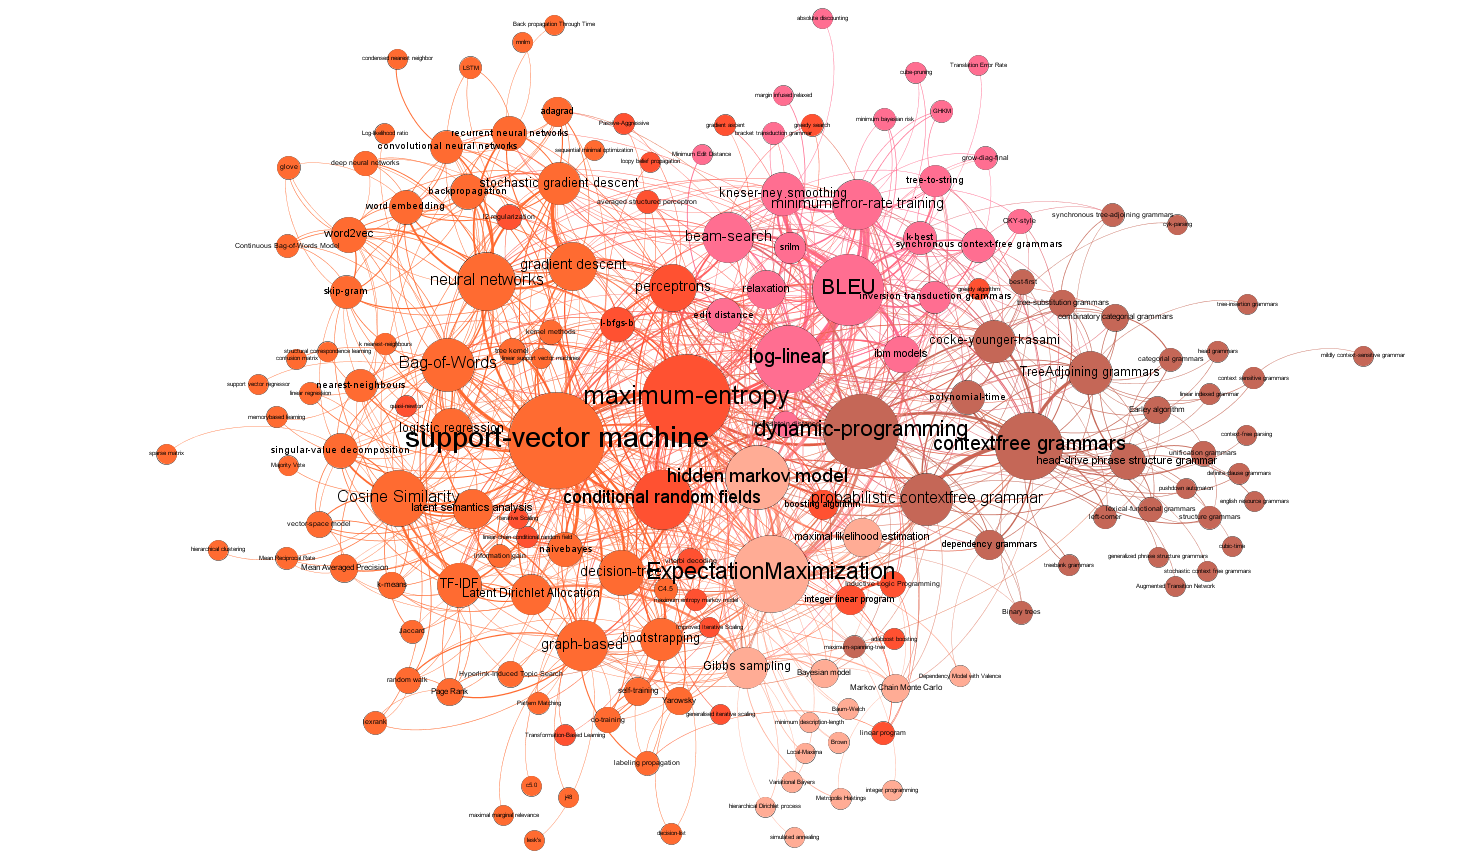 absolute discounting
Back propagation Through Time
rnnlm
condensed nearest neighbor
LSTM
cube-pruning
Translation Error Rate
margin infused relaxed
adagrad
GHKM
minimum bayesian risk
Passive-Aggressive
gradient ascent
greedy search
bracket transduction grammar
Log-likelihood ratio
recurrent neural networks
convolutional neural networks
sequential minimal optimization
Minimum Edit Distance
loopy belief propagation
grow-diag-final
deep neural networks
glove
tree-to-string
stochastic gradient descent
backpropagation
kneser-ney smoothing
averaged structured perceptron
minimumerror-rate training
word embedding
l2 regularization
synchronous tree-adjoining grammars
CKY-style
cyk-parsing
word2vec
beam-search
k-best
synchronous context-free grammars
Continuous Bag-of-Words Model
srilm
gradient descent
neural networks
best-first
perceptrons
relaxation
BLEU
greedy algorithm
skip-gram
inversion transduction grammars
tree-substitution grammars
tree-insertion grammars
edit distance
combinatory categorial grammars
l-bfgs-b
kernel methods
cocke-younger-kasami
k nearest-neighbours
structural correspondence learning
confusion matrix
tree kernel
linear support vector machines
log-linear
ibm models
head grammars
mildly context-sensitive grammar
categorial grammars
Bag-of-Words
TreeAdjoining grammars
context sensitive grammars
support vector regressor
nearest-neighbours
linear regression
maximum-entropy
polynomial-time
linear indexed grammar
quasi-newton
Earley algorithm
memorybased learning
logistic regression
dynamic-programming
support-vector machine
contextfree grammars
context-free parsing
singular-value decomposition
sparse matrix
unification grammars
head-drive phrase structure grammar
Majority Vote
hidden markov model
definite clause grammars
pushdown automaton
Cosine Similarity
conditional random fields
probabilistic contextfree grammar
english resource grammars
latent semantics analysis
boosting algorithm
lexical-functional grammars
left-corner
structure grammars
Iterative Scaling
vector-space model
linear-chain conditional random field
maximal likelihood estimation
dependency grammars
cubic-time
hierarchical clustering
naivebayes
information gain
generalised phrase structure grammars
Mean Reciprocal Rate
viterbi decoding
treebank grammars
Mean Averaged Precision
decision-tree
ExpectationMaximization
stochastic context free grammars
k-means
TF-IDF
Inductive Logic Programming
Augmented Transition Network
C4.5
Latent Dirichlet Allocation
integer linear program
maximum entropy markov model
Binary trees
Jaccard
Improved Iterative Scaling
bootstrapping
adaboost boosting
graph-based
maximum-spanning-tree
Gibbs sampling
Bayesian model
Hyperlink-Induced Topic Search
Dependency Model with Valence
random walk
Page Rank
Markov Chain Monte Carlo
self-training
Yarowsky
Pattern Matching
Baum-Welch
generalised iterative scaling
co-training
lexrank
minimum description-length
Transformation-Based Learning
linear program
Brown
Local-Maxima
labeling propagation
Variational Bayers
c5.0
integer programming
j48
Metropolis Hastings
hierarchical Dirichlet process
maximal marginal relevance
decision-list
lesk's
simulated annealing